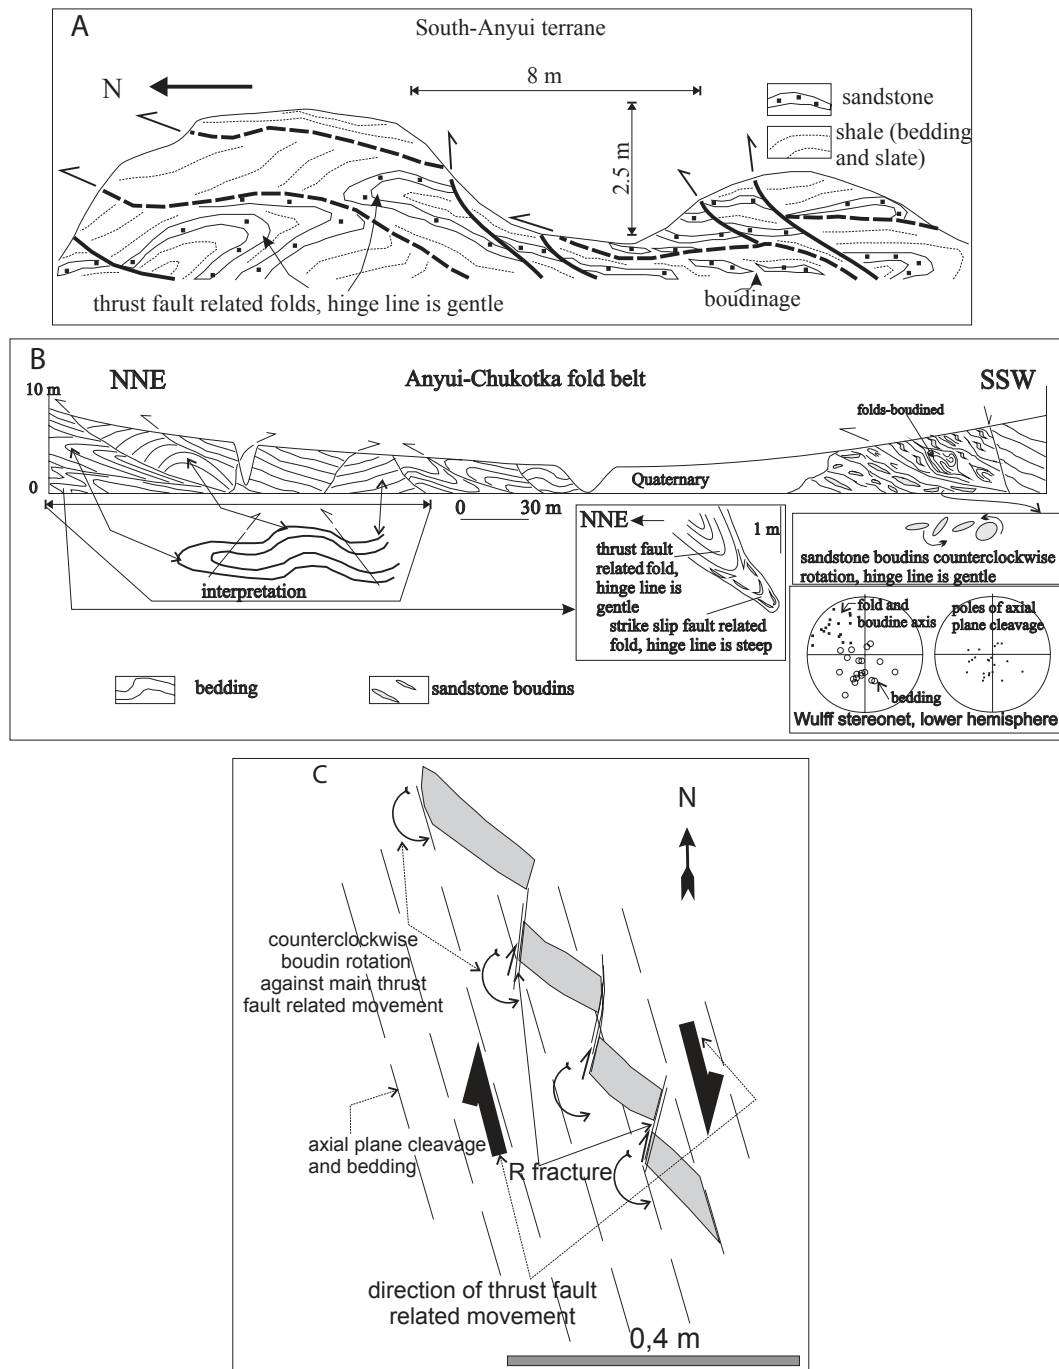 A
South-Anyui terrane
N
8 m
2.5 m
sandstone
shale (bedding
and slate)
thrust fault related folds, hinge line is gentle
boudinage
B
10 m
NNE
Anyui-Chukotka fold belt
SSW
folds-boudined
0
Quaternary
0
30 m
interpretation
NNE
1 m
thrust fault
related fold,
hinge line is
gentle
strike slip fault related
fold, hinge line is steep
sandstone boudins counterclockwise
rotation, hinge line is gentle
fold and
boudine axis
bedding
poles of axial
plane cleavage
Wulff stereonet, lower hemisphere
bedding
sandstone boudins
C
N
counterclockwise
boudin rotation
against main thrust
fault related movement
axial plane cleavage
and bedding
R fracture
direction of thrust fault
related movement
0,4 m